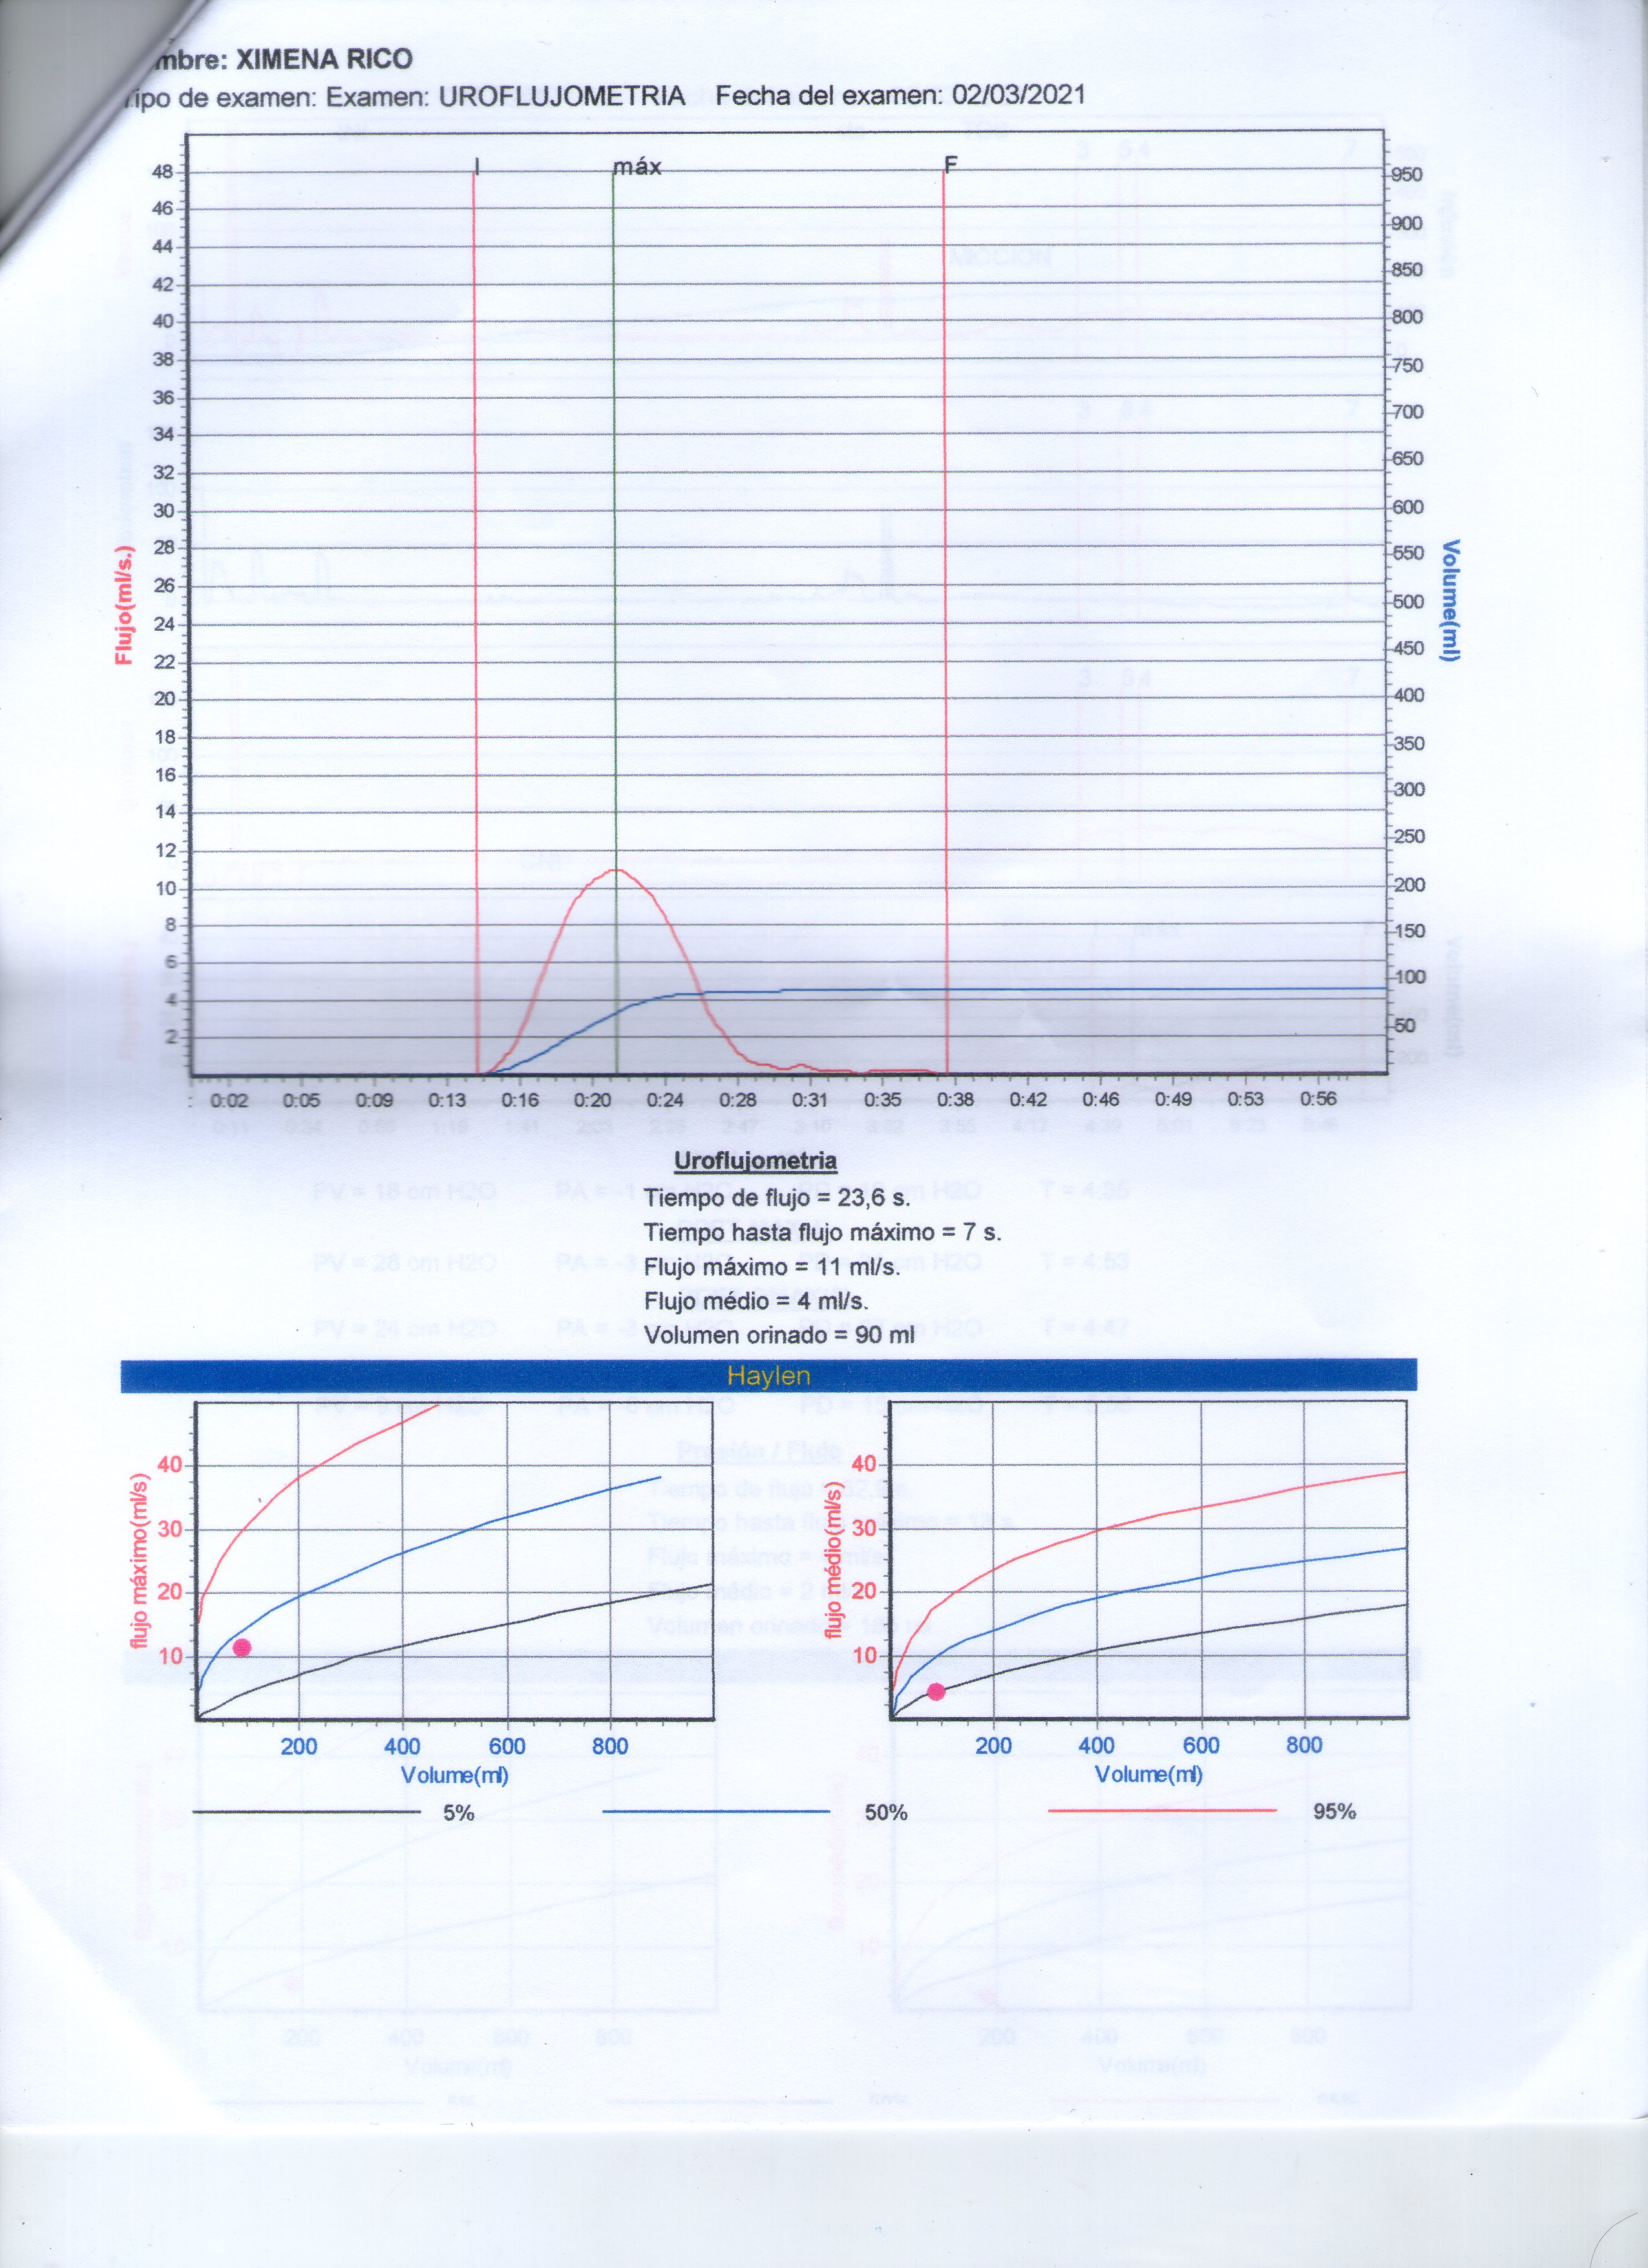 mbre: XIMENA RICO
Tipo de examen: Examen: UROFLUJOMETRIA Fecha del examen: 02/03/2021
I máx F
48 950
46 900
44 850
42
40 800
38 750
36 700
34 650
32
30 600
28 550
26 500
24 450
22
20 400
18 350
16 300
14 250
12
10 200
8 150
6 100
4 50
2
Flujo(ml/s.)
Volume(ml)
: 0:02 0:05 0:09 0:13 0:16 0:20 0:24 0:28 0:31 0:35 0:38 0:42 0:46 0:49 0:53 0:56
Uroflujometria
Tiempo de flujo = 23,6 s.
Tiempo hasta flujo máximo = 7 s.
Flujo máximo = 11 ml/s.
Flujo médio = 4 ml/s.
Volumen orinado = 90 ml
Haylen
flujo máximo(ml/s)
40
30
20
10
200 400 600 800
Volume(ml)
flujo médio(ml/s)
40
30
20
10
200 400 600 800
Volume(ml)
5% 50% 95%